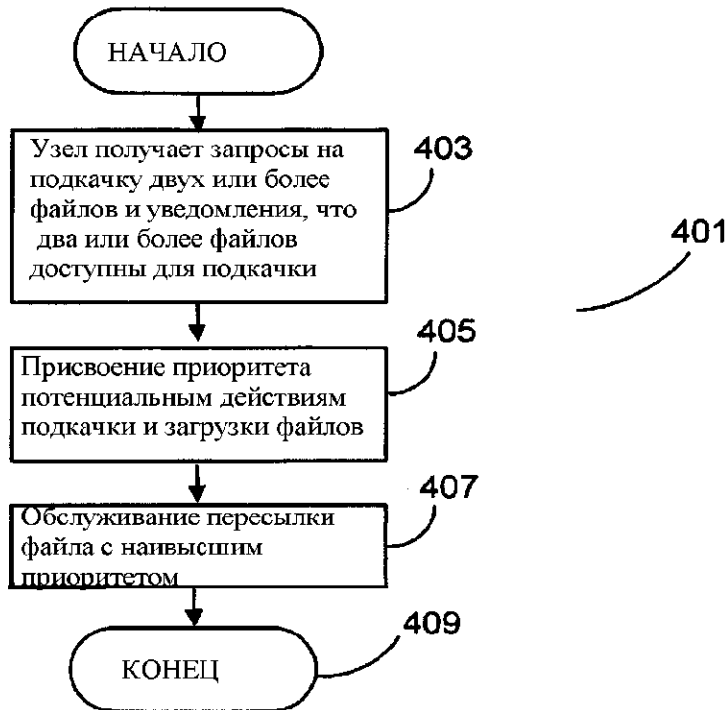 НАЧАЛО
Узел получает запросы на
подкачку двух или более
файлов и уведомления, что
два или более файлов
доступны для подкачки
403
401
Присвоение приоритета
потенциальным действиям
подкачки и загрузки файлов
405
Обслуживание пересылки
файла с наивысшим
приоритетом
407
КОНЕЦ
409